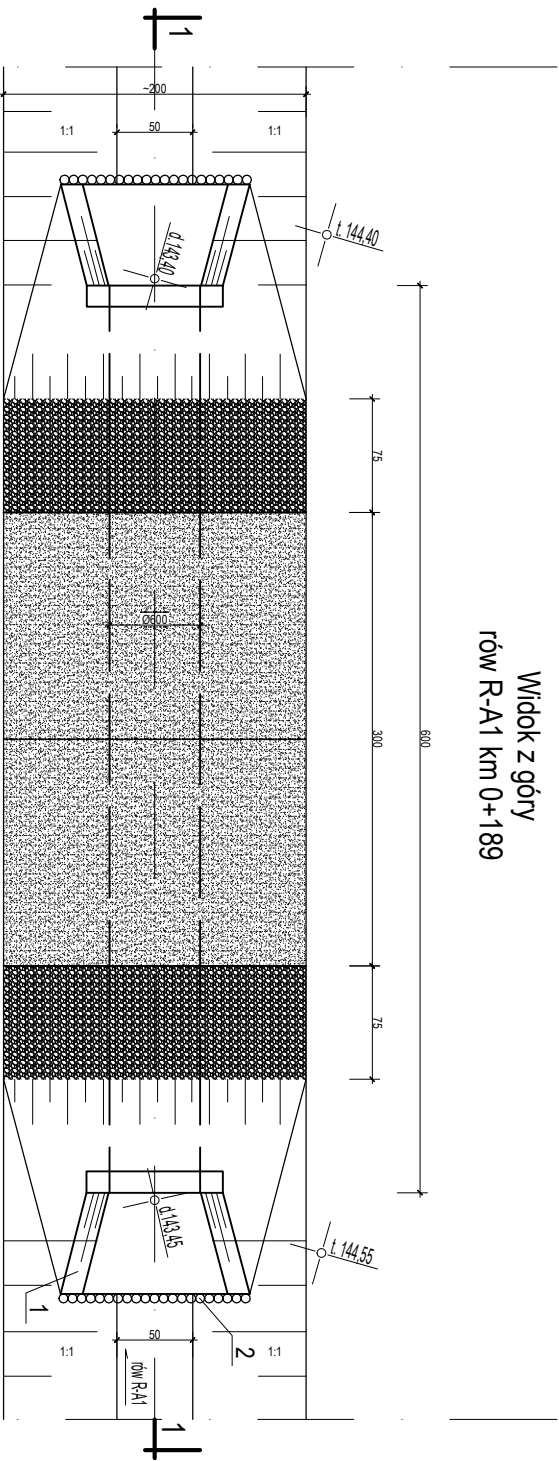 Widok z góry
rów R-A1 km 0+189
600
75
300
75
t. 144,40
t. 144,55
1
~200
1:1
50
1:1
d.143,40
Ø600
d.143,45
1
2
1:1
50
1:1
rów R-A1
1